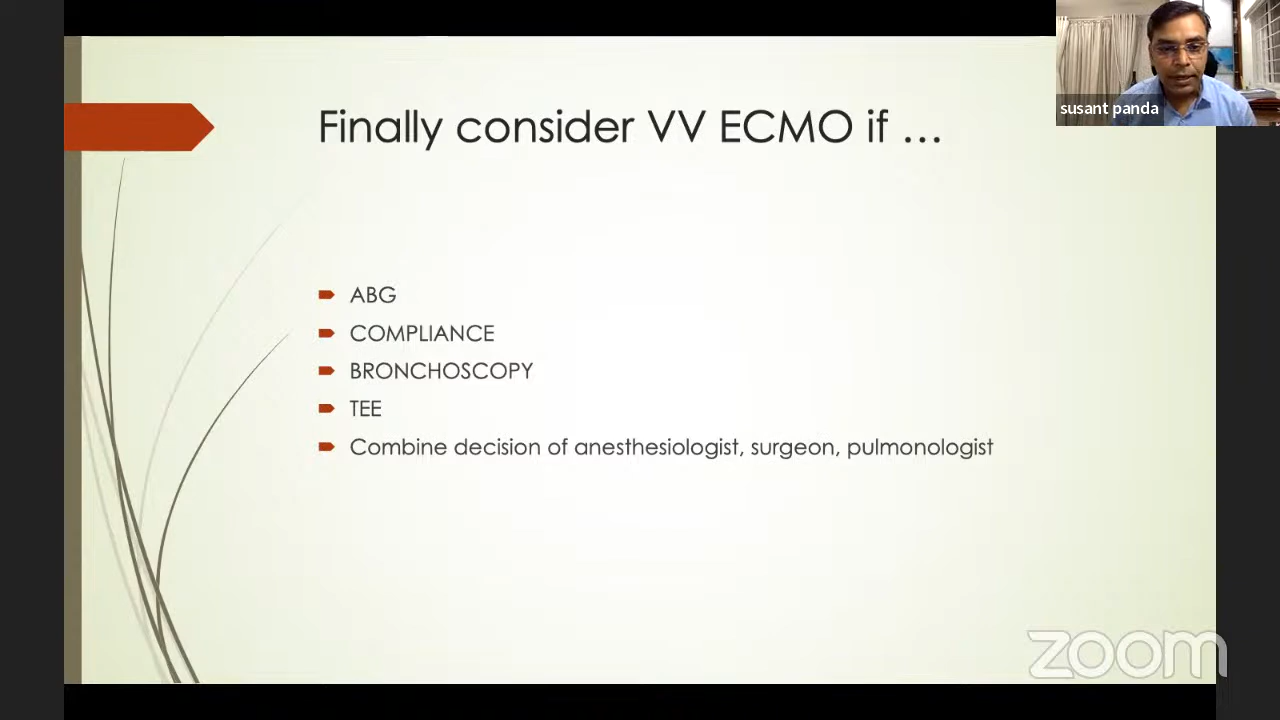 Finally consider VV ECMO if …
susant panda
ABG
COMPLIANCE
BRONCHOSCOPY
TEE
Combine decision of anesthesiologist, surgeon, pulmonologist
zoom